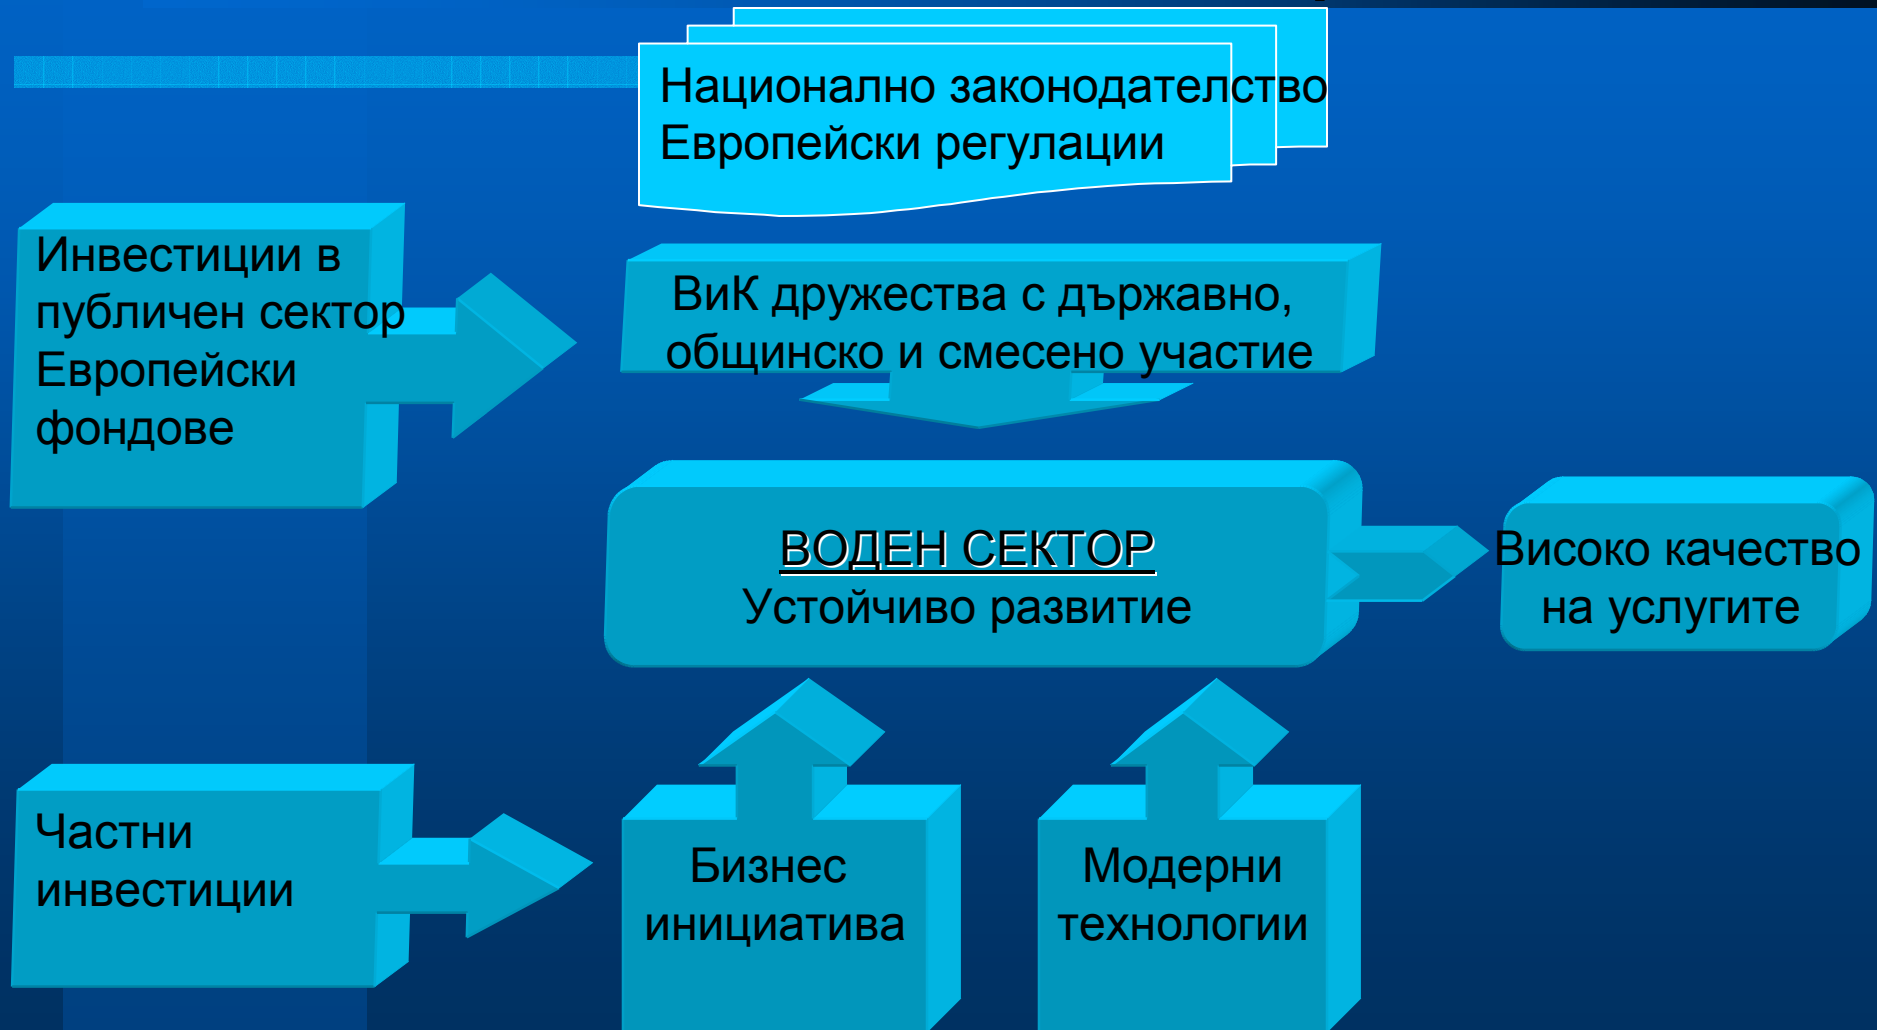 Национално законодателство
Европейски регулации
Инвестиции в
публичен сектор
Европейски
фондове
ВиК дружества с държавно,
общинско и смесено участие
ВОДЕН СЕКТОР
Устойчиво развитие
Високо качество
на услугите
Частни
инвестиции
Бизнес
инициатива
Модерни
технологии